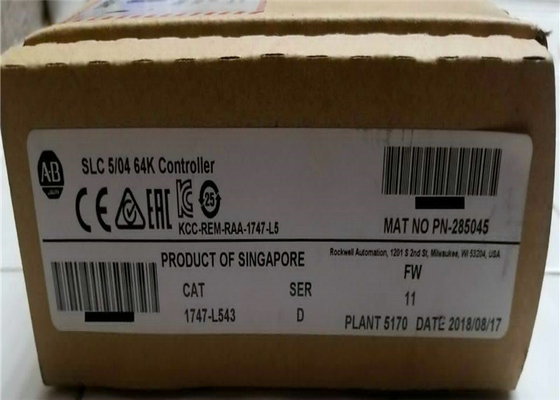 A-B
SLC 5/04 64K Controller
CE EAC 25
KCC-REM-RAA-1747-L5
MAT NO PN-285045
PRODUCT OF SINGAPORE
Rockwell Automation, 1201 S 2nd St, Milwaukee, WI 53204, USA
CAT SER FW
1747-L543 D 11
PLANT 5170 DATE 2018/08/17